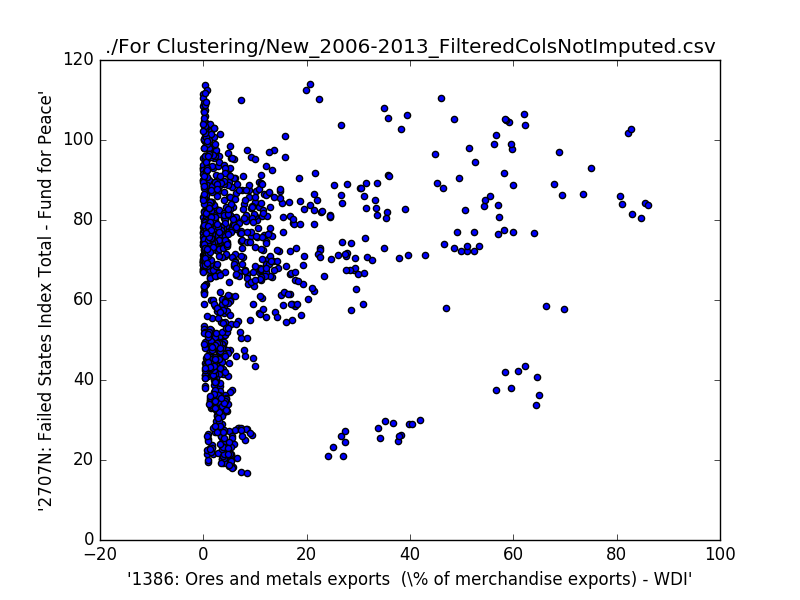 ./For Clustering/New_2006-2013_FilteredColsNotImputed.csv
120
100
80
60
40
20
0
'2707N: Failed States Index Total - Fund for Peace'
−20 0 20 40 60 80 100
'1386: Ores and metals exports  (\% of merchandise exports) - WDI'